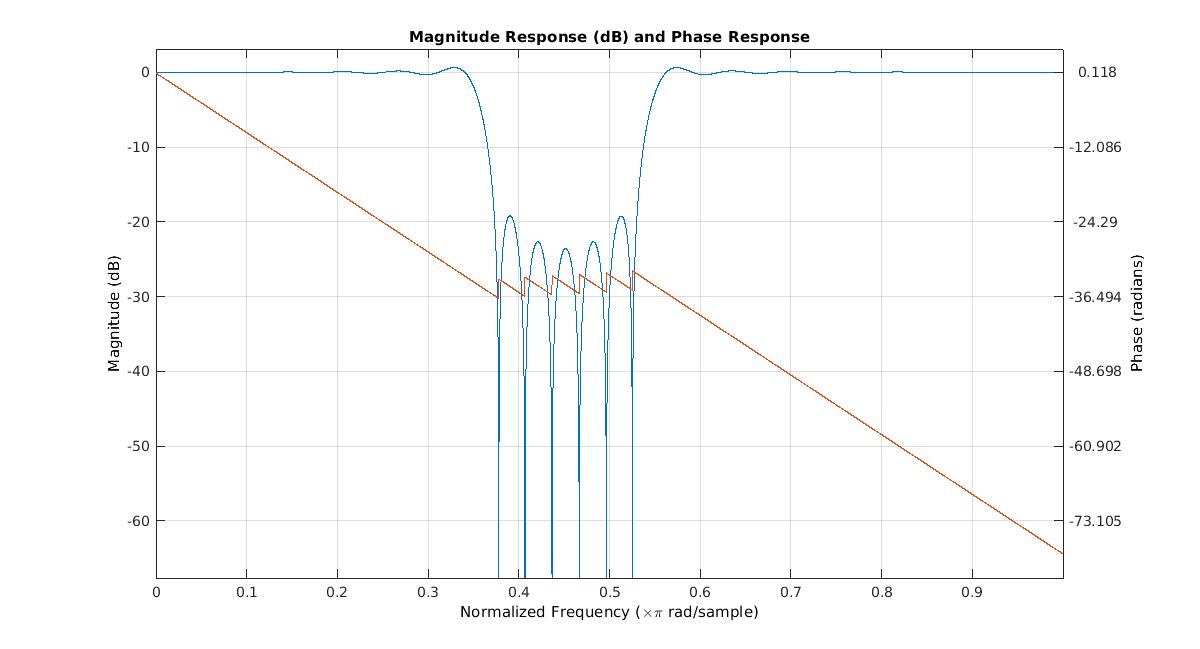 Magnitude Response (dB) and Phase Response
0
-10
-20
-30
-40
-50
-60
Magnitude (dB)
0.118
-12.086
-24.29
-36.494
-48.698
-60.902
-73.105
Phase (radians)
0 0.1 0.2 0.3 0.4 0.5 0.6 0.7 0.8 0.9
Normalized Frequency (×π rad/sample)